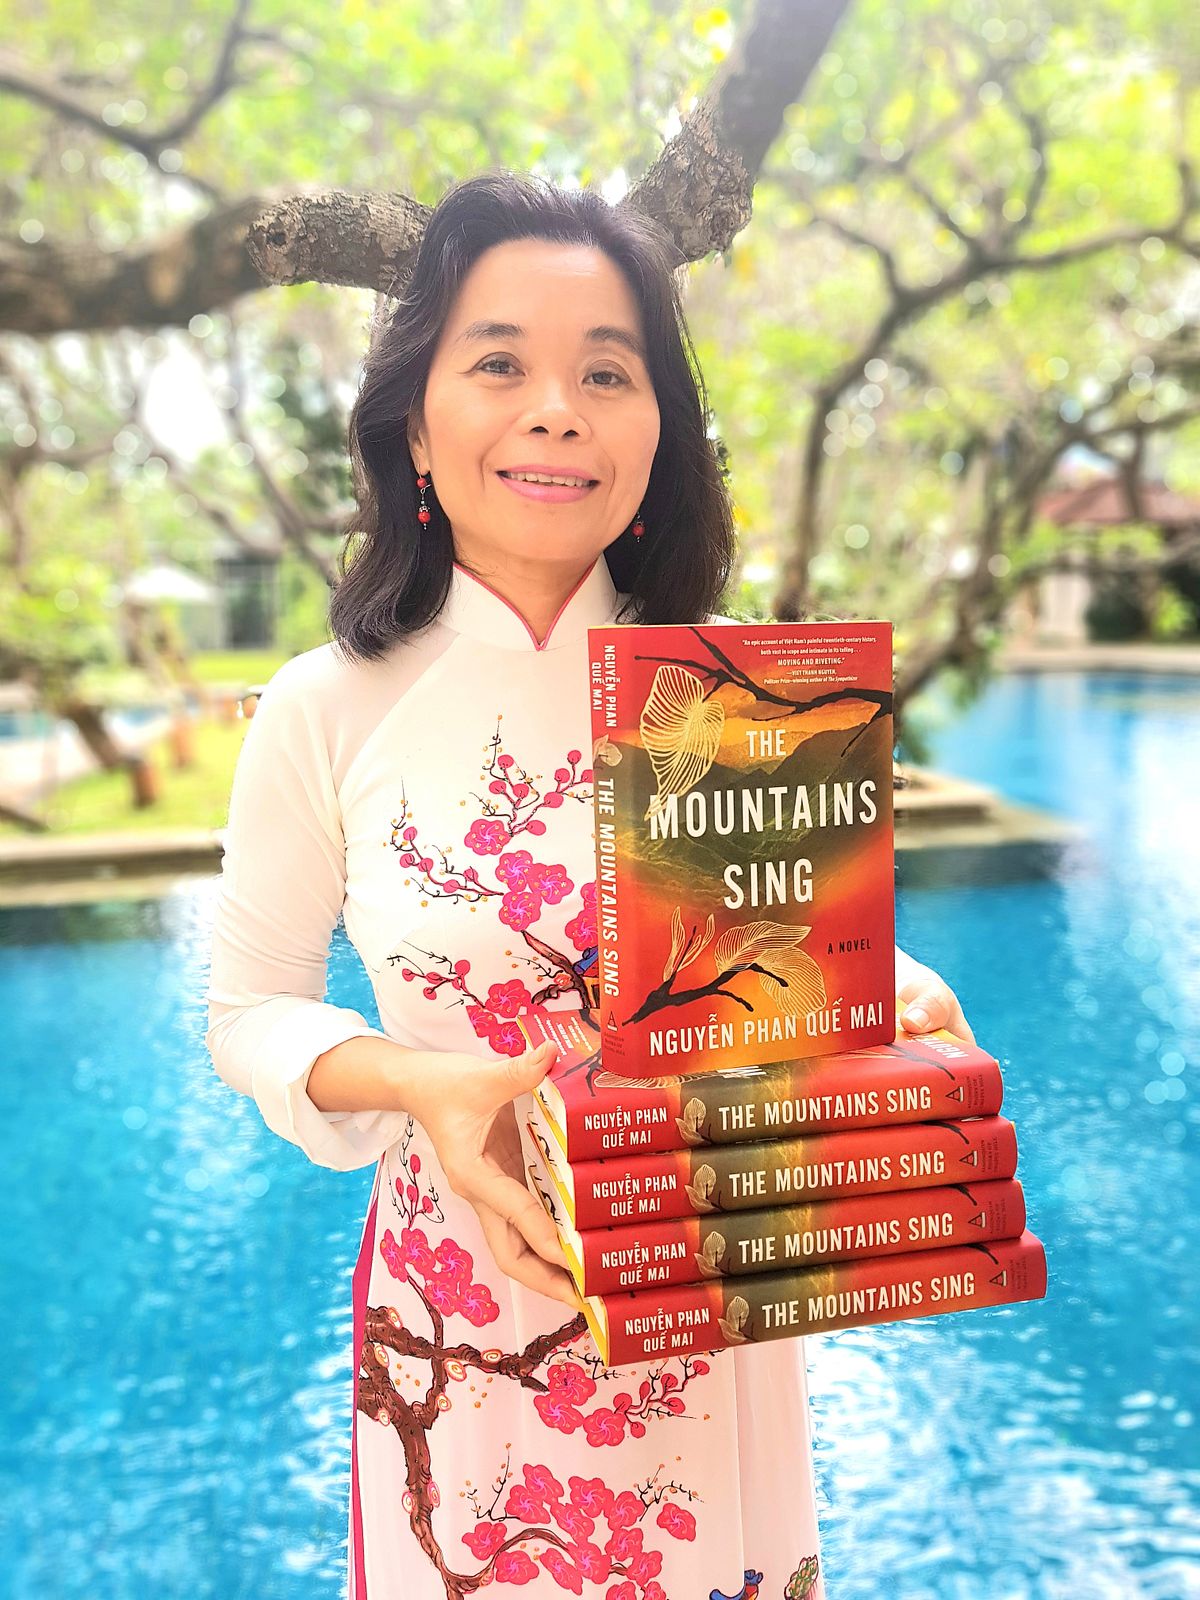 "An epic account of Việt Nam's painful twentieth-century history,
both vast in scope and intimate in its telling . . .
MOVING AND RIVETING."
—VIET THANH NGUYEN,
Pulitzer Prize–winning author of The Sympathizer
THE
MOUNTAINS
SING
A NOVEL
NGUYỄN PHAN QUẾ MAI
NGUYỄN PHAN
QUẾ MAI
THE MOUNTAINS SING
NGUYỄN PHAN
QUẾ MAI
THE MOUNTAINS SING
NGUYỄN PHAN
QUẾ MAI
THE MOUNTAINS SING
NGUYỄN PHAN
QUẾ MAI
THE MOUNTAINS SING
NGUYỄN PHAN
QUẾ MAI
THE MOUNTAINS SING